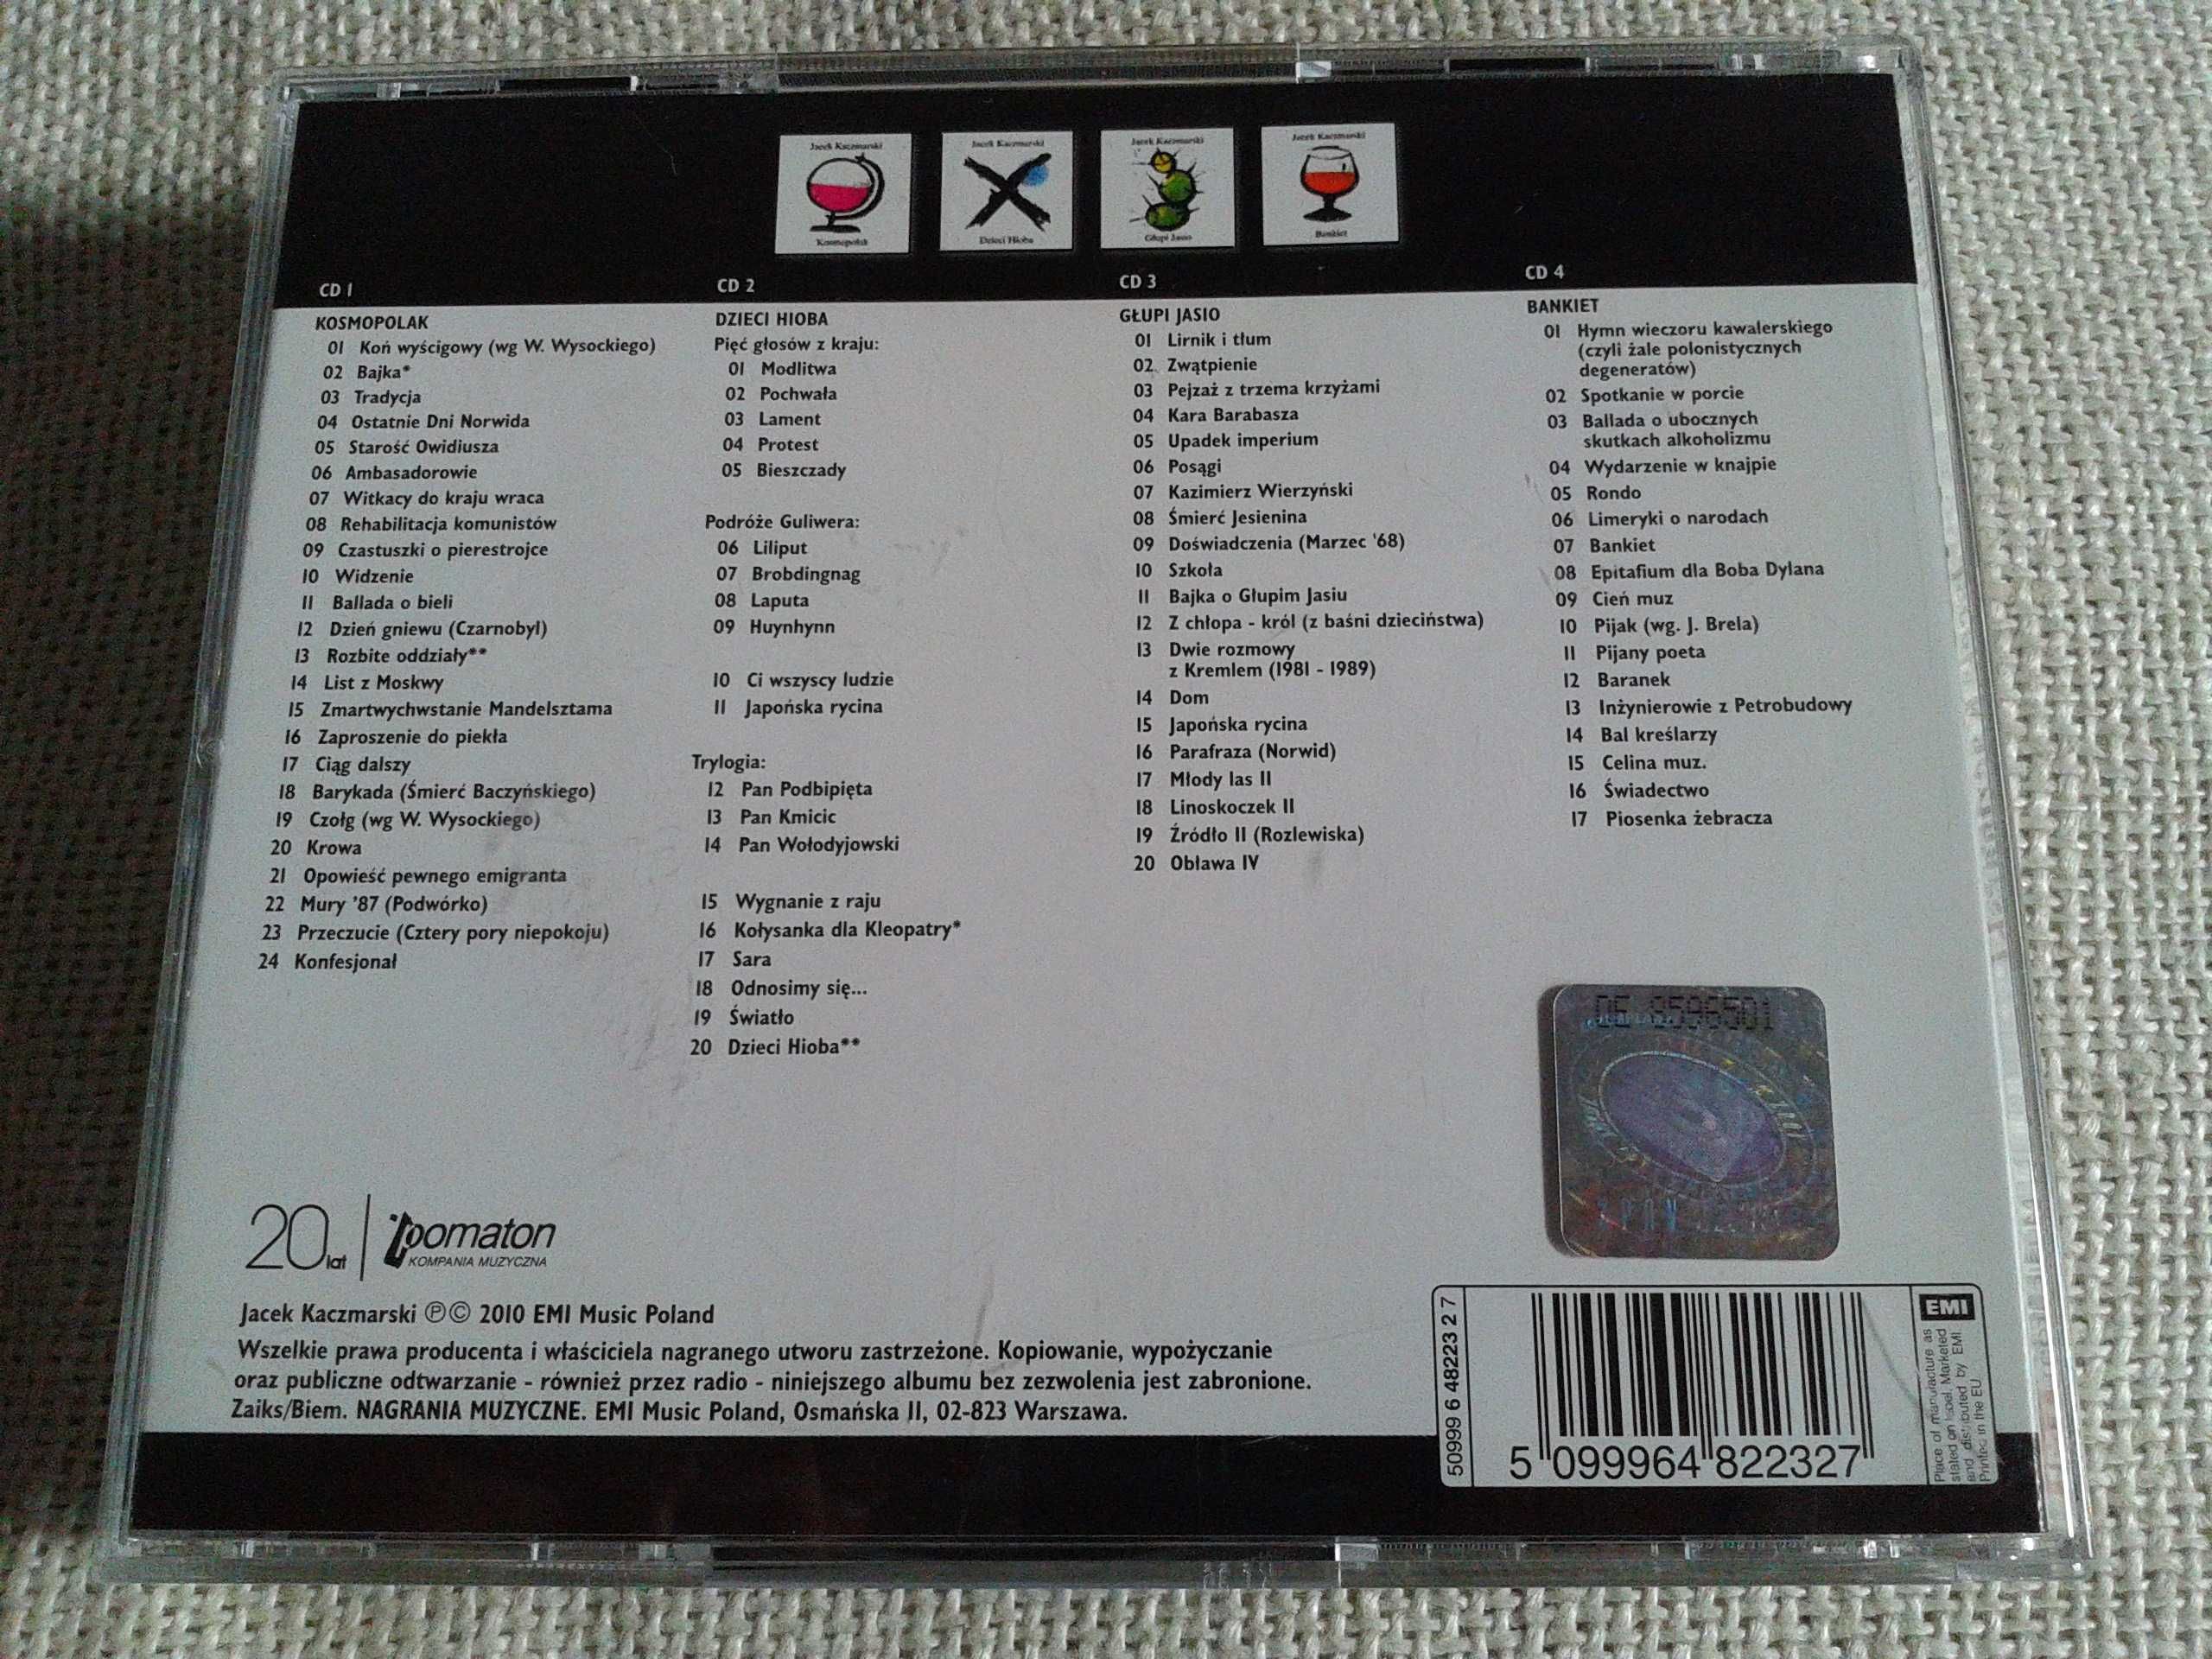 Jacek Kaczmarski
Kosmopolak
Jacek Kaczmarski
Dzieci Hioba
Jacek Kaczmarski
Głupi Jasio
Jacek Kaczmarski
Bankiet
CD 1
KOSMOPOLAK
01 Koń wyścigowy (wg W. Wysockiego)
02 Bajka*
03 Tradycja
04 Ostatnie Dni Norwida
05 Starość Owidiusza
06 Ambasadorowie
07 Witkacy do kraju wraca
08 Rehabilitacja komunistów
09 Czastuszki o pierestrojce
10 Widzenie
11 Ballada o bieli
12 Dzień gniewu (Czarnobyl)
13 Rozbite oddziały**
14 List z Moskwy
15 Zmartwychwstanie Mandelsztama
16 Zaproszenie do piekła
17 Ciąg dalszy
18 Barykada (Śmierć Baczyńskiego)
19 Czołg (wg W. Wysockiego)
20 Krowa
21 Opowieść pewnego emigranta
22 Mury '87 (Podwórko)
23 Przeczucie (Cztery pory niepokoju)
24 Konfesjonał
CD 2
DZIECI HIOBA
Pięć głosów z kraju:
01 Modlitwa
02 Pochwała
03 Lament
04 Protest
05 Bieszczady
Podróże Guliwera:
06 Liliput
07 Brobdingnag
08 Laputa
09 Huynhynn
10 Ci wszyscy ludzie
11 Japońska rycina
Trylogia:
12 Pan Podbipięta
13 Pan Kmicic
14 Pan Wołodyjowski
15 Wygnanie z raju
16 Kołysanka dla Kleopatry*
17 Sara
18 Odnosimy się...
19 Światło
20 Dzieci Hioba**
CD 3
GŁUPI JASIO
01 Lirnik i tłum
02 Zwątpienie
03 Pejzaż z trzema krzyżami
04 Kara Barabasza
05 Upadek imperium
06 Posągi
07 Kazimierz Wierzyński
08 Śmierć Jesienina
09 Doświadczenia (Marzec '68)
10 Szkoła
11 Bajka o Głupim Jasiu
12 Z chłopa - król (z baśni dzieciństwa)
13 Dwie rozmowy
z Kremlem (1981 - 1989)
14 Dom
15 Japońska rycina
16 Parafraza (Norwid)
17 Młody las II
18 Linoskoczek II
19 Źródło II (Rozlewiska)
20 Obława IV
CD 4
BANKIET
01 Hymn wieczoru kawalerskiego
(czyli żale polonistycznych
degeneratów)
02 Spotkanie w porcie
03 Ballada o ubocznych
skutkach alkoholizmu
04 Wydarzenie w knajpie
05 Rondo
06 Limeryki o narodach
07 Bankiet
08 Epitafium dla Boba Dylana
09 Cień muz
10 Pijak (wg. J. Brela)
11 Pijany poeta
12 Baranek
13 Inżynierowie z Petrobudowy
14 Bal kreślarzy
15 Celina muz.
16 Świadectwo
17 Piosenka żebracza
OE 9596501
20 lat
pomaton
KOMPANIA MUZYCZNA
Jacek Kaczmarski ℗© 2010 EMI Music Poland
Wszelkie prawa producenta i właściciela nagranego utworu zastrzeżone. Kopiowanie, wypożyczanie
oraz publiczne odtwarzanie - również przez radio - niniejszego albumu bez zezwolenia jest zabronione.
Zaiks/Biem. NAGRANIA MUZYCZNE. EMI Music Poland, Osmańska 11, 02-823 Warszawa.
50999 6 48223 2 7
5 099964 822327
EMI
Place of manufacture as
stated on label. Marketed
and distributed by EMI.
Printed in the EU